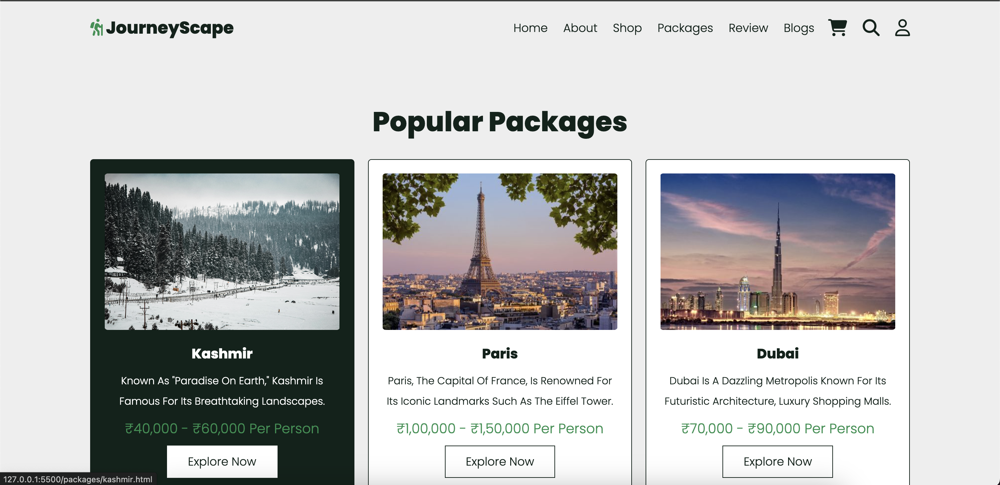 JourneyScape
Home About Shop Packages Review Blogs
Popular Packages
Kashmir
Known As "Paradise On Earth," Kashmir Is
Famous For Its Breathtaking Landscapes.
₹40,000 - ₹60,000 Per Person
Explore Now
Paris
Paris, The Capital Of France, Is Renowned For
Its Iconic Landmarks Such As The Eiffel Tower.
₹1,00,000 - ₹1,50,000 Per Person
Explore Now
Dubai
Dubai Is A Dazzling Metropolis Known For Its
Futuristic Architecture, Luxury Shopping Malls.
₹70,000 - ₹90,000 Per Person
Explore Now
127.0.0.1:5500/packages/kashmir.html